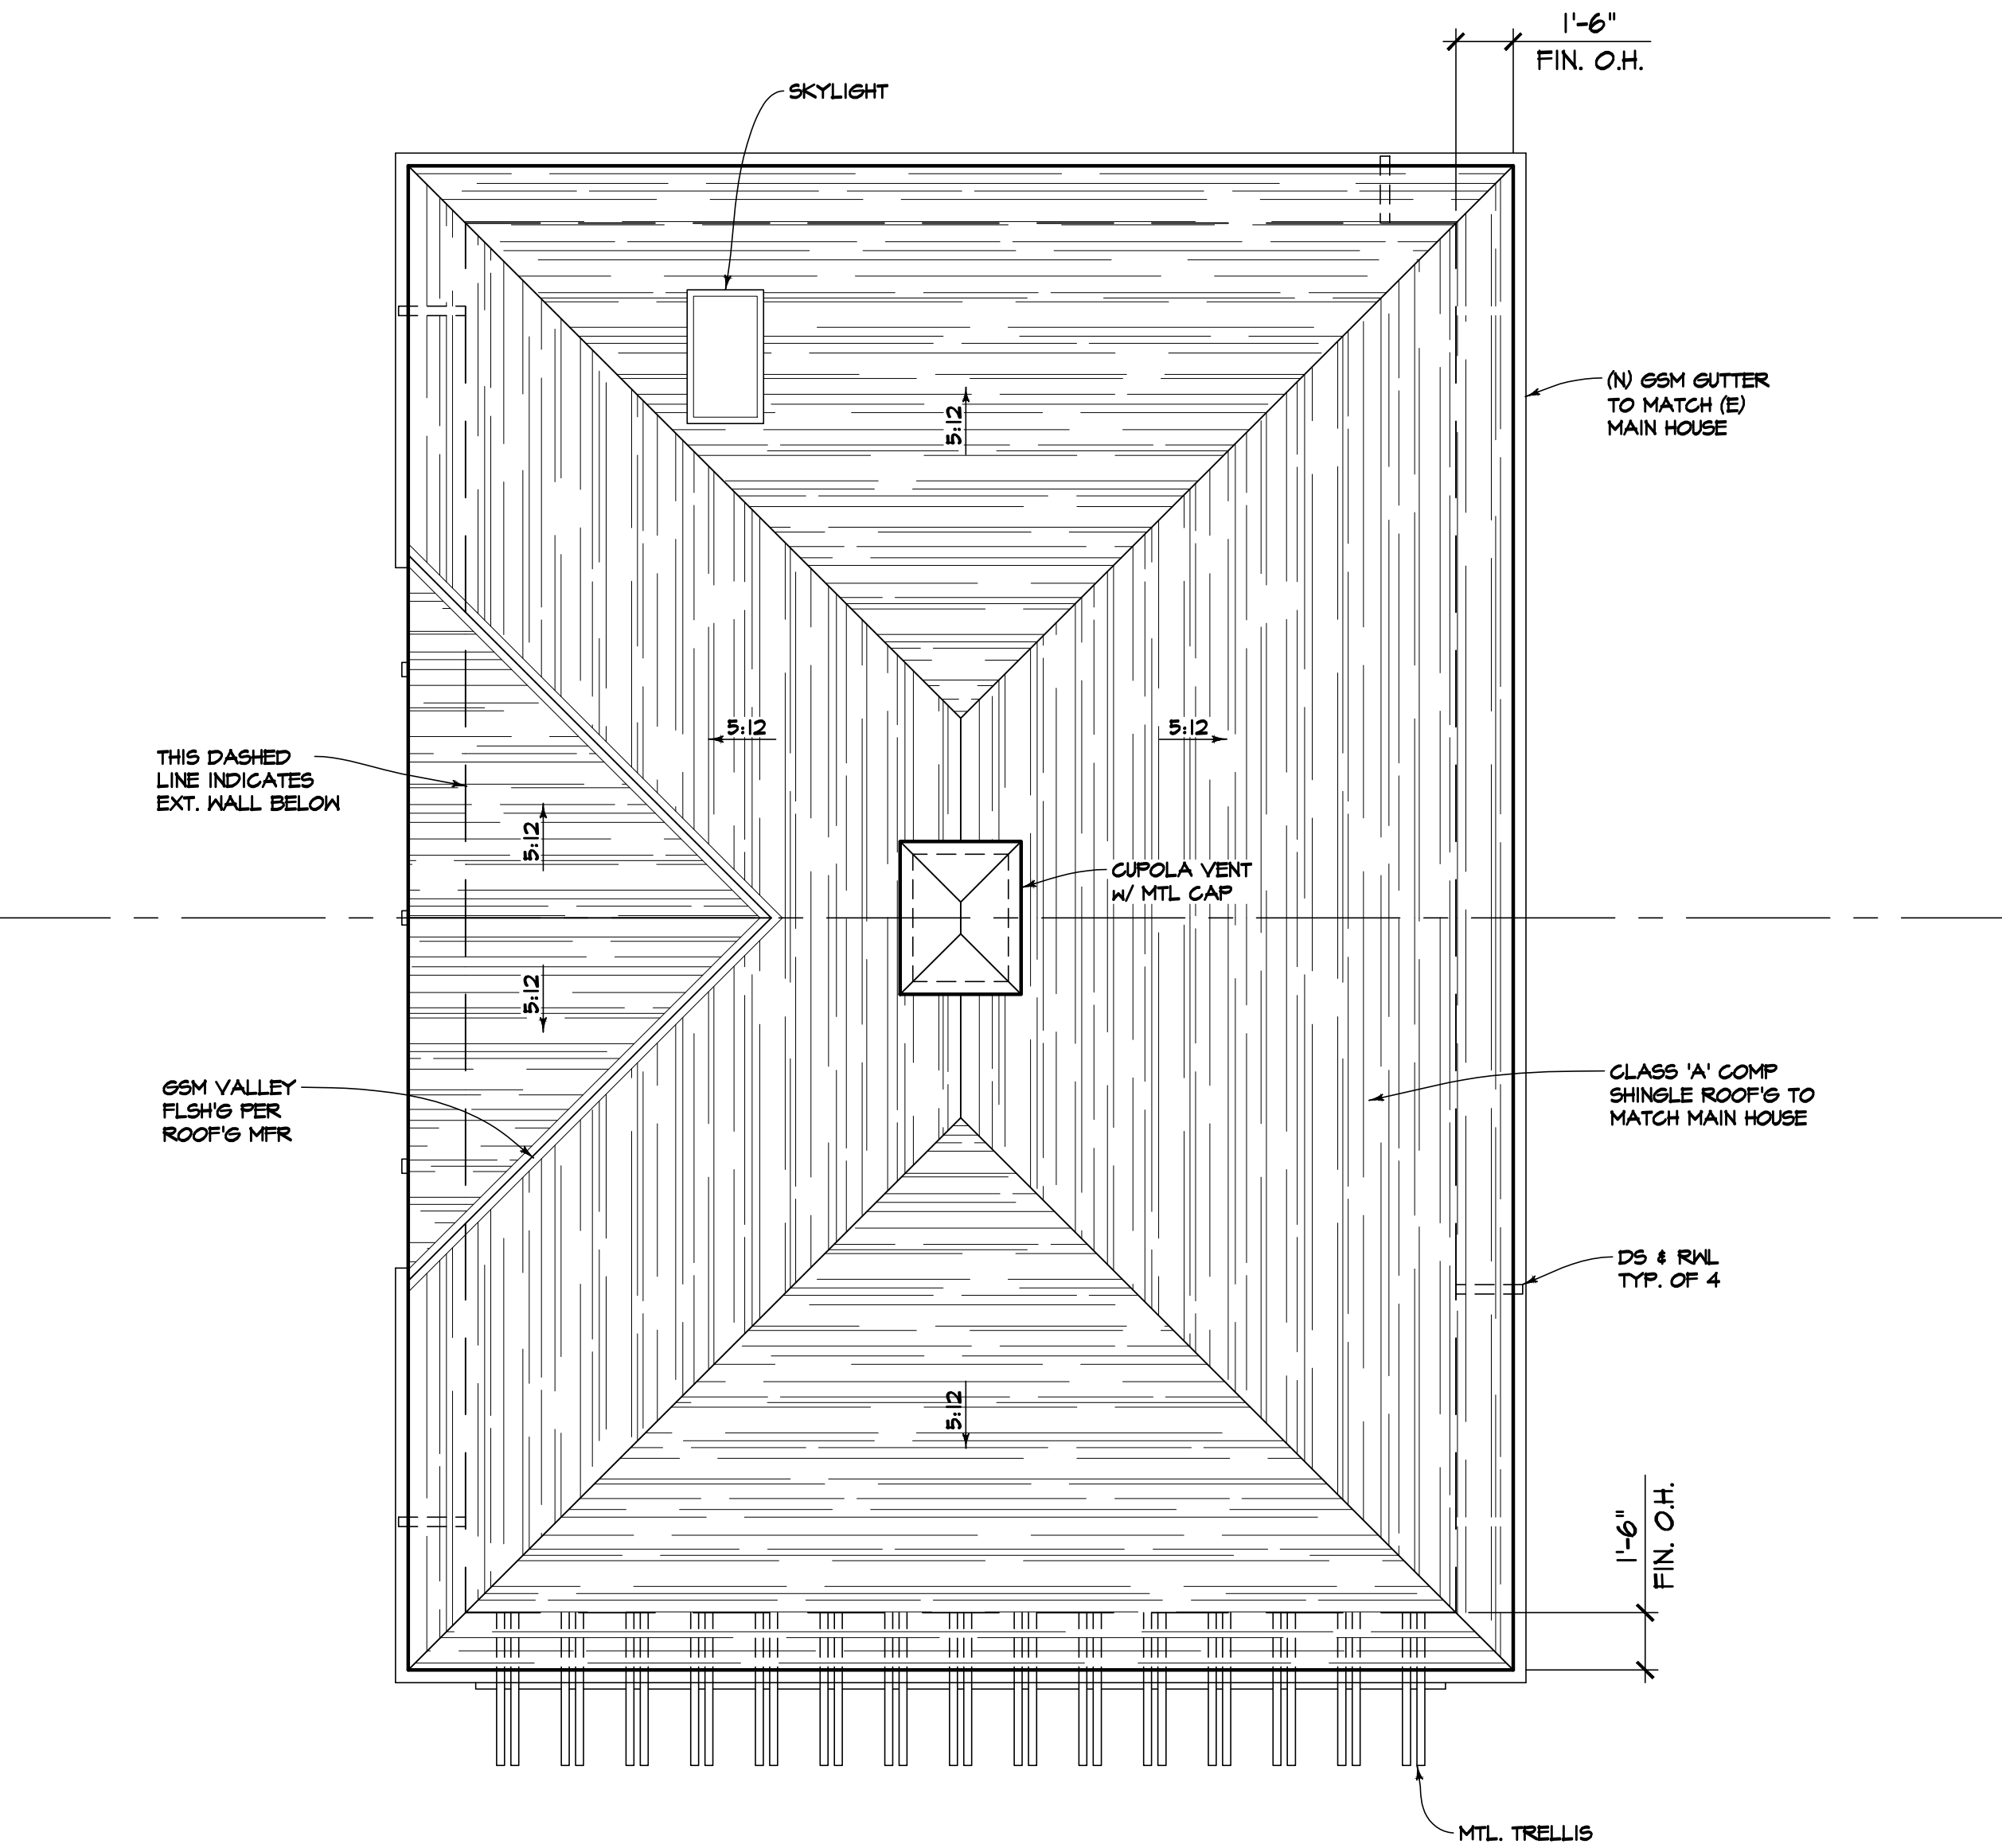 1'-6"
FIN. O.H.
SKYLIGHT
(N) GSM GUTTER
TO MATCH (E)
MAIN HOUSE
5:12
5:12
5:12
THIS DASHED
LINE INDICATES
EXT. WALL BELOW
5:12
CUPOLA VENT
W/ MTL CAP
5:12
GSM VALLEY
FLSH'G PER
ROOF'G MFR
CLASS 'A' COMP
SHINGLE ROOF'G TO
MATCH MAIN HOUSE
DS & RWL
TYP. OF 4
5:12
1'-6"
FIN. O.H.
MTL. TRELLIS